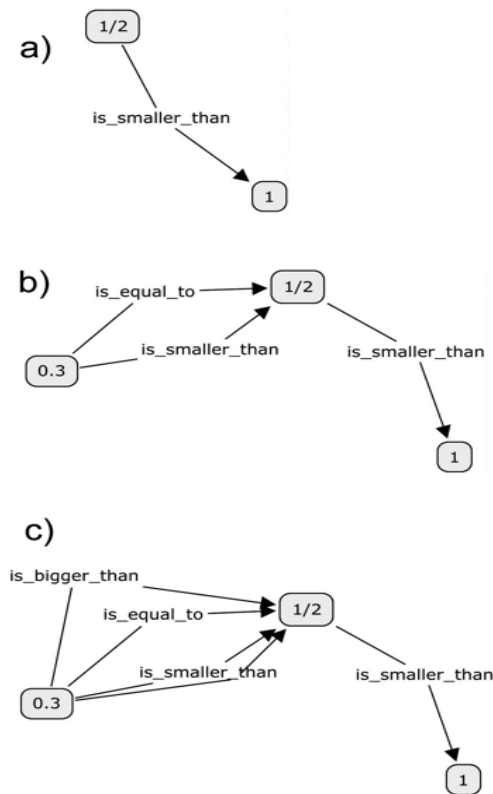 a)
1/2
is_smaller_than
1
b)
1/2
is_equal_to
is_smaller_than
is_smaller_than
0.3
1
c)
is_bigger_than
1/2
is_equal_to
is_smaller_than
is_smaller_than
0.3
1